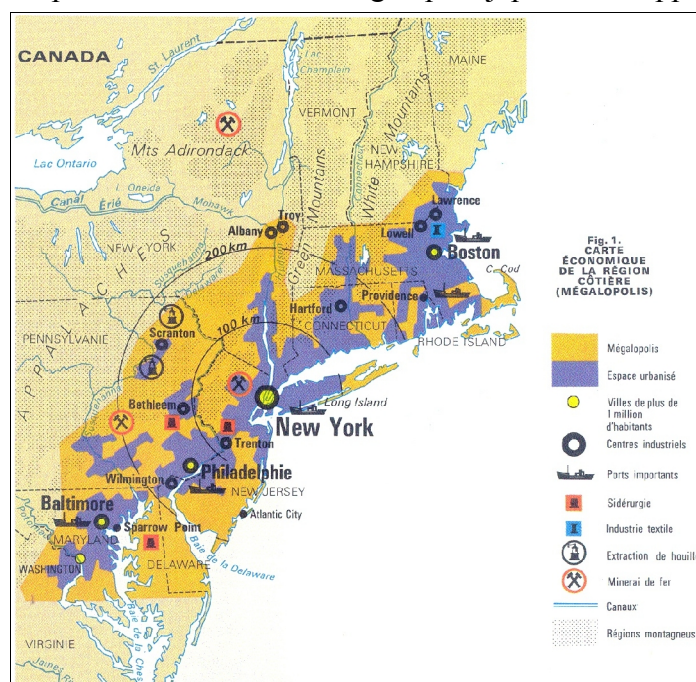 CANADA
St. Laurent
Lac
Champlain
MAINE
VERMONT
Mts Adirondack
NEW
HAMPSHIRE
White Mountains
Green Mountains
Connecticut
Lac Ontario
L. Oneida
Mohawk
Canal Érié
Troy
Albany
NEW YORK
200 km
Lawrence
Lowell
Boston
MASSACHUSETTS
C. Cod
Susquehanna
Delaware
APPALACHES
Providence
Hartford
CONNECTICUT
RHODE ISLAND
PENNSYLVANIE
Scranton
100 km
Bethleem
Long Island
New York
Trenton
Philadelphie
Wilmington
NEW JERSEY
Baltimore
Sparrow Point
Atlantic City
MARYLAND
WASHINGTON
DELAWARE
Baie de la Delaware
VIRGINIE
Fig. 1.
CARTE
ÉCONOMIQUE
DE LA RÉGION
CÔTIÈRE
(MÉGALOPOLIS)
Mégalopolis
Espace urbanisé
Villes de plus de
1 million
d'habitants
Centres industriels
Ports importants
Sidérurgie
Industrie textile
Extraction de houille
Minerai de fer
Canaux
Régions montagneus